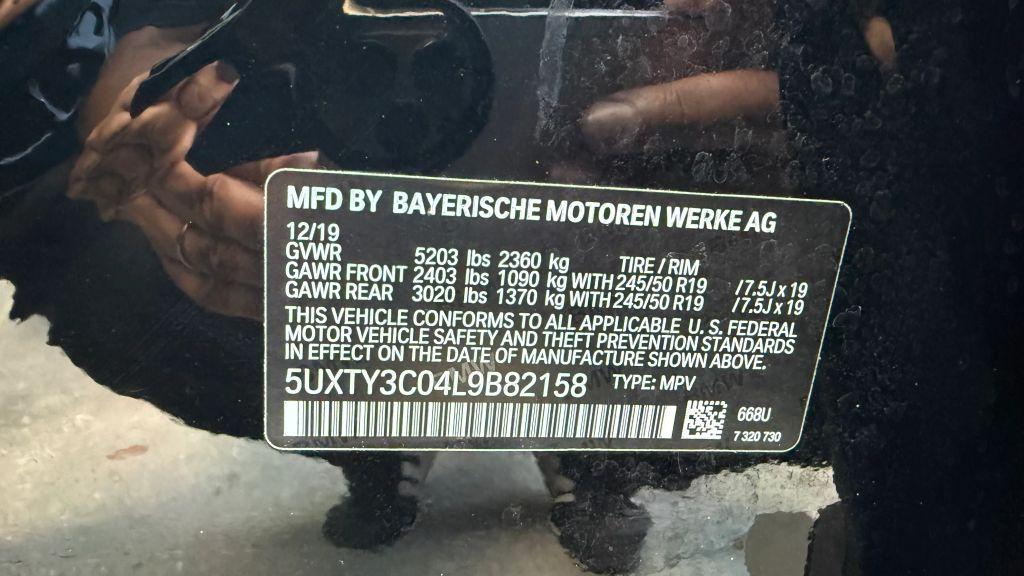 MFD BY BAYERISCHE MOTOREN WERKE AG
12/19
GVWR 5203 lbs 2360 kg TIRE / RIM
GAWR FRONT 2403 lbs 1090 kg WITH 245/50 R19 / 7.5J x 19
GAWR REAR 3020 lbs 1370 kg WITH 245/50 R19 / 7.5J x 19
THIS VEHICLE CONFORMS TO ALL APPLICABLE U. S. FEDERAL
MOTOR VEHICLE SAFETY AND THEFT PREVENTION STANDARDS
IN EFFECT ON THE DATE OF MANUFACTURE SHOWN ABOVE.
5UXTY3C04L9B82158 TYPE: MPV
668U
7 320 730